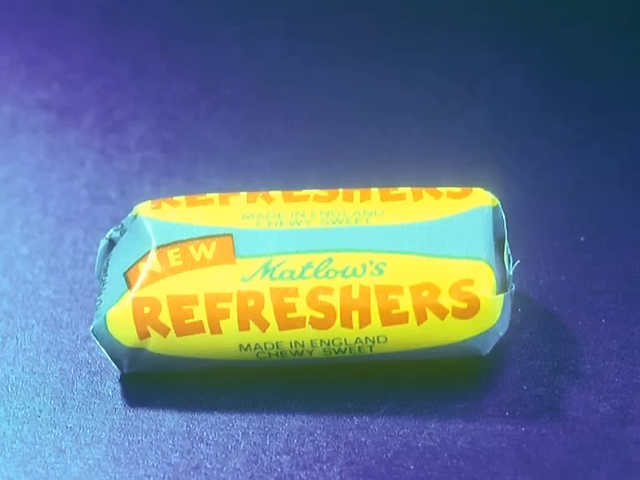 REFRESHERS
MADE IN ENGLAND
CHEWY SWEET
NEW
Matlow's
REFRESHERS
MADE IN ENGLAND
CHEWY SWEET